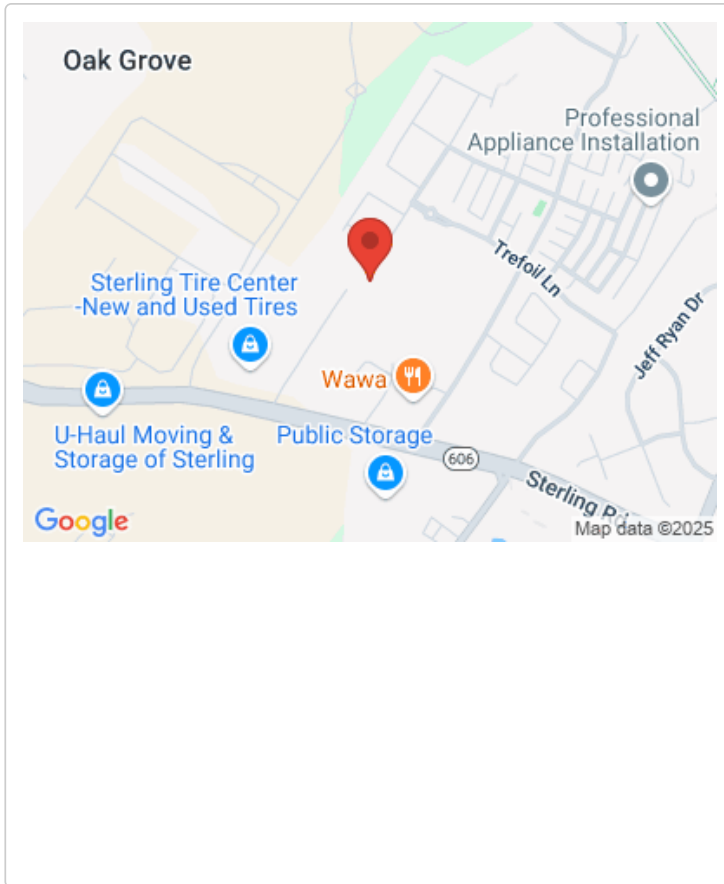 Oak Grove
Professional
Appliance Installation
Trefoil Ln
Sterling Tire Center
-New and Used Tires
Jeff Ryan Dr
Wawa
U-Haul Moving &
Storage of Sterling
Public Storage
606
Sterling Rd
Google
Map data ©2025